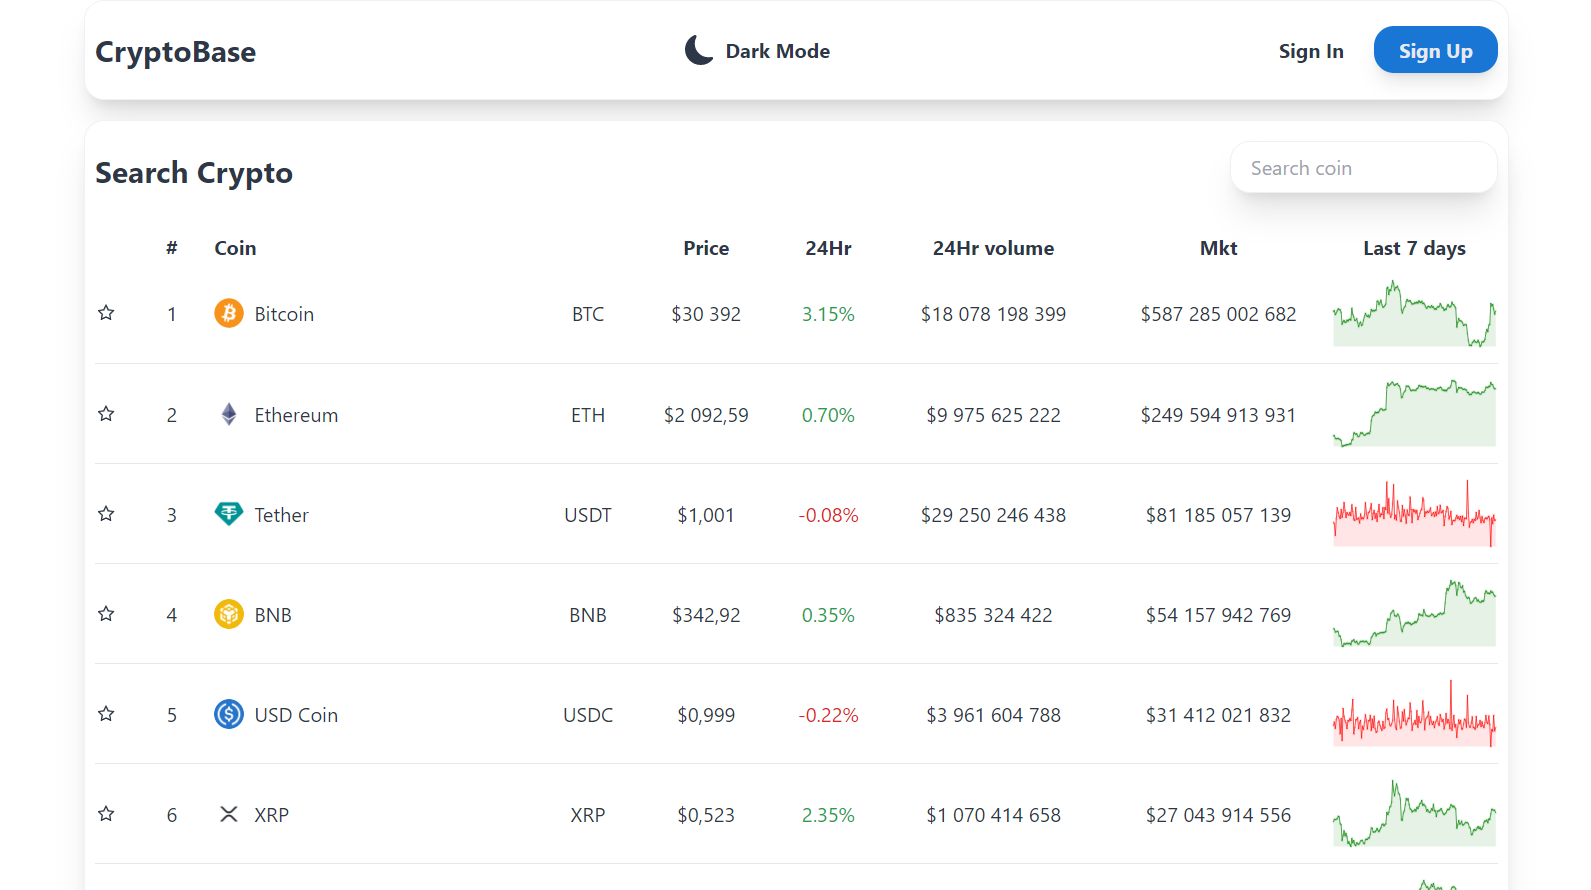 CryptoBase Dark Mode Sign In Sign Up
Search Crypto Search coin
# Coin Price 24Hr 24Hr volume Mkt Last 7 days
1 Bitcoin BTC $30 392 3.15% $18 078 198 399 $587 285 002 682
2 Ethereum ETH $2 092,59 0.70% $9 975 625 222 $249 594 913 931
3 Tether USDT $1,001 -0.08% $29 250 246 438 $81 185 057 139
4 BNB BNB $342,92 0.35% $835 324 422 $54 157 942 769
5 USD Coin USDC $0,999 -0.22% $3 961 604 788 $31 412 021 832
6 XRP XRP $0,523 2.35% $1 070 414 658 $27 043 914 556